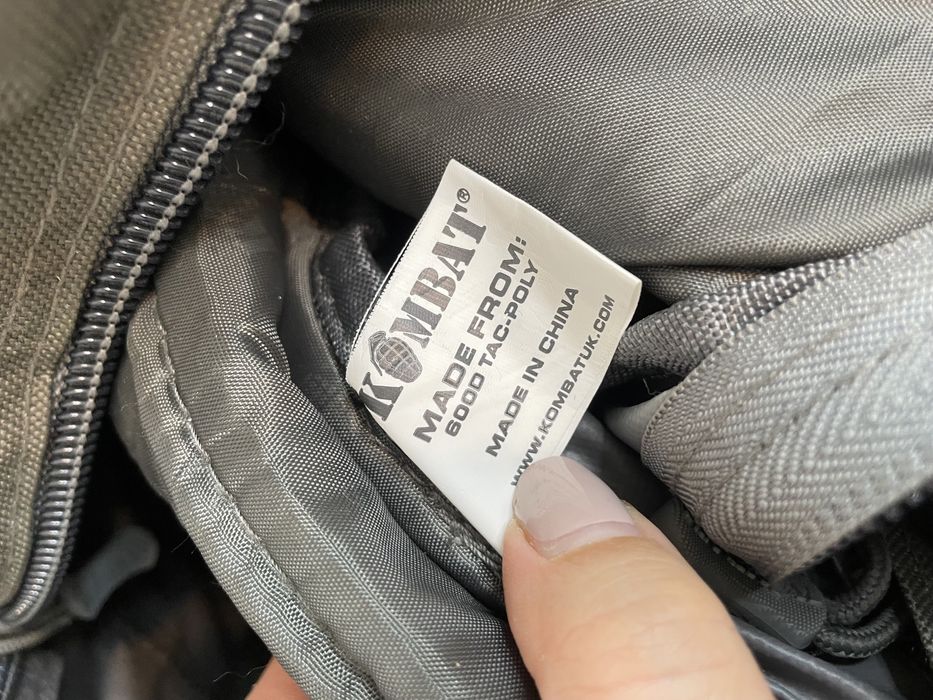 KOMBAT®
MADE FROM:
600D TAC-POLY
MADE IN CHINA
WWW.KOMBATUK.COM